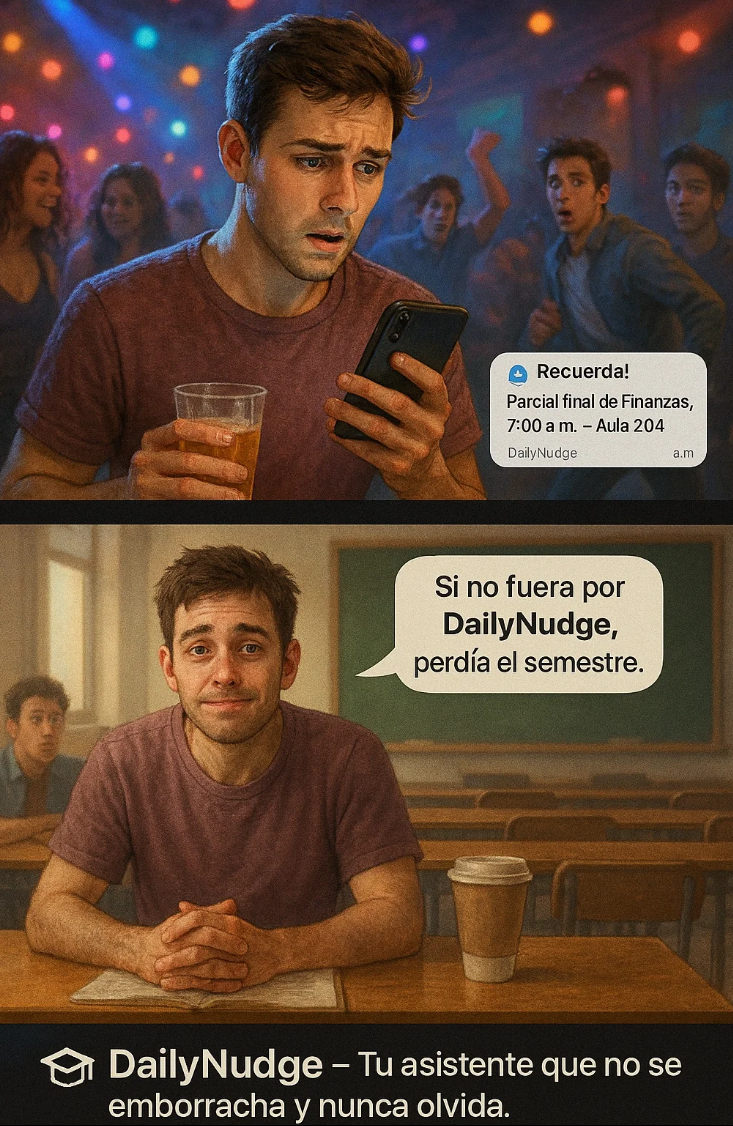 Recuerda!
Parcial final de Finanzas,
7:00 a m. – Aula 204
DailyNudge a.m
Si no fuera por
DailyNudge,
perdía el semestre.
DailyNudge – Tu asistente que no se
emborracha y nunca olvida.